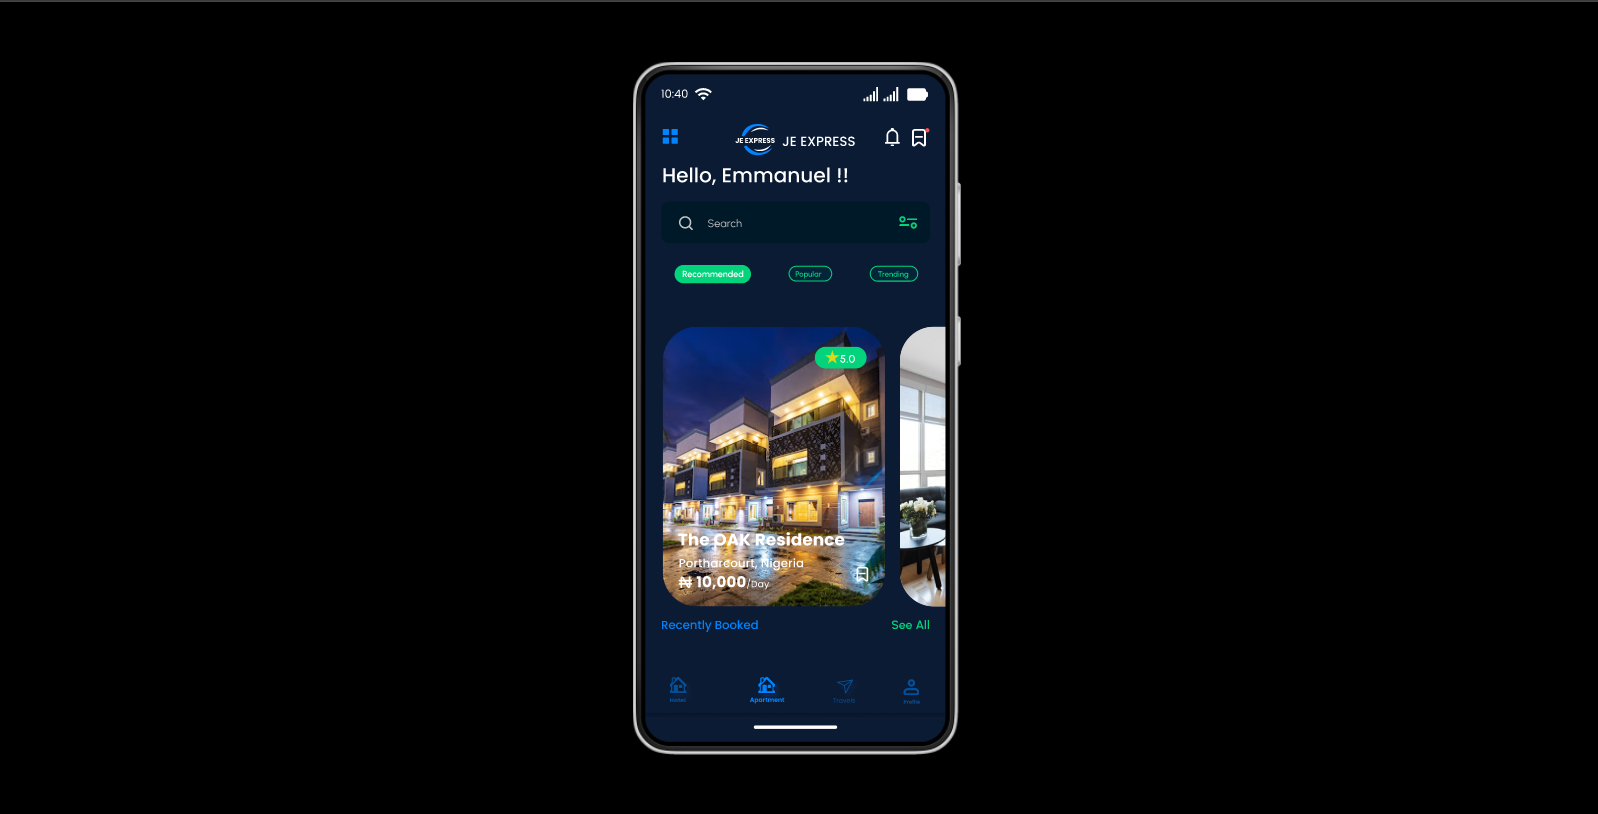 10:40
JE EXPRESS JE EXPRESS
Hello, Emmanuel !!
Search
Recommended Popular Trending
5.0
The OAK Residence
Portharcourt, Nigeria
₦ 10,000/Day
Recently Booked See All
Apartment Travels Profile